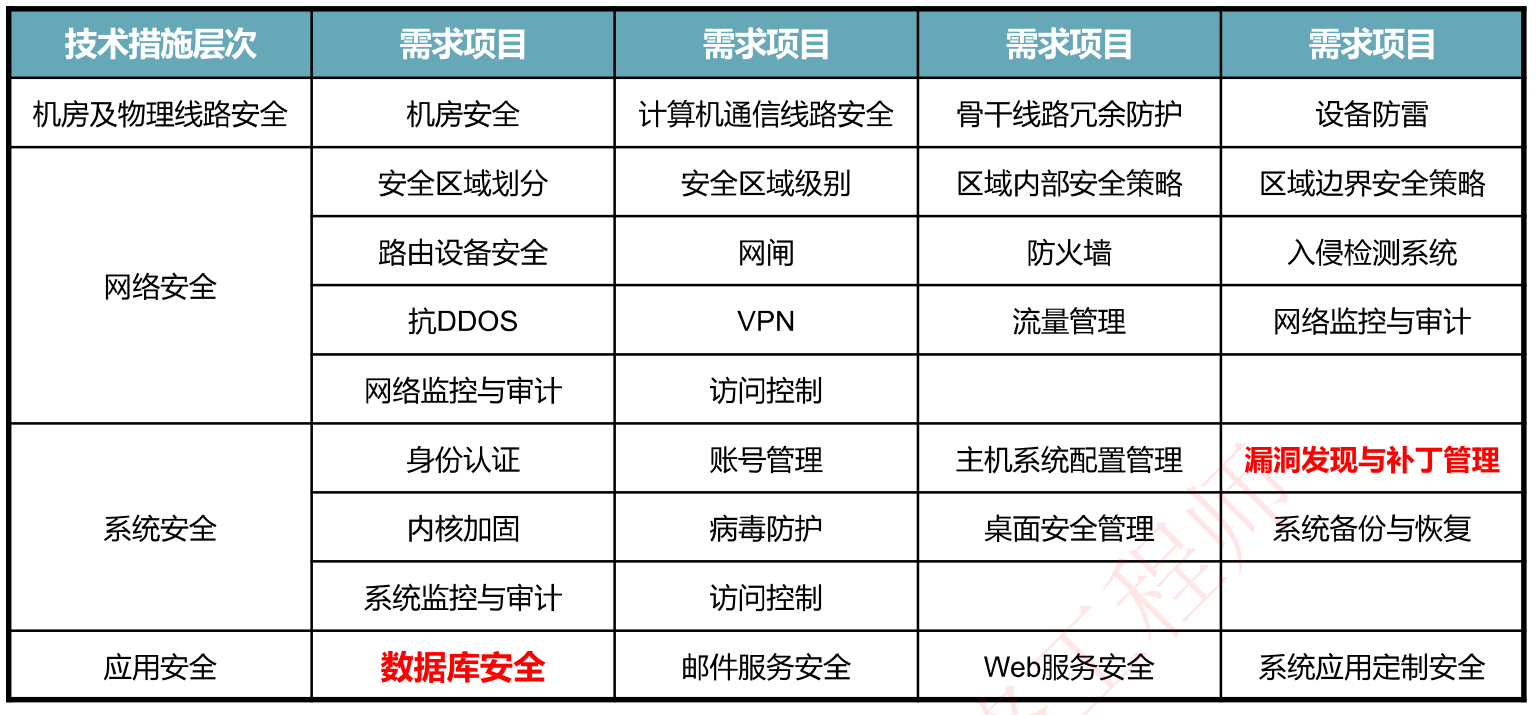 技术措施层次 需求项目 需求项目 需求项目 需求项目
机房及物理线路安全 机房安全 计算机通信线路安全 骨干线路冗余防护 设备防雷
安全区域划分 安全区域级别 区域内部安全策略 区域边界安全策略
路由设备安全 网闸 防火墙 入侵检测系统
网络安全
抗DDOS VPN 流量管理 网络监控与审计
网络监控与审计 访问控制
身份认证 账号管理 主机系统配置管理 漏洞发现与补丁管理
系统安全 内核加固 病毒防护 桌面安全管理 系统备份与恢复
系统监控与审计 访问控制
应用安全 数据库安全 邮件服务安全 Web服务安全 系统应用定制安全
工程师